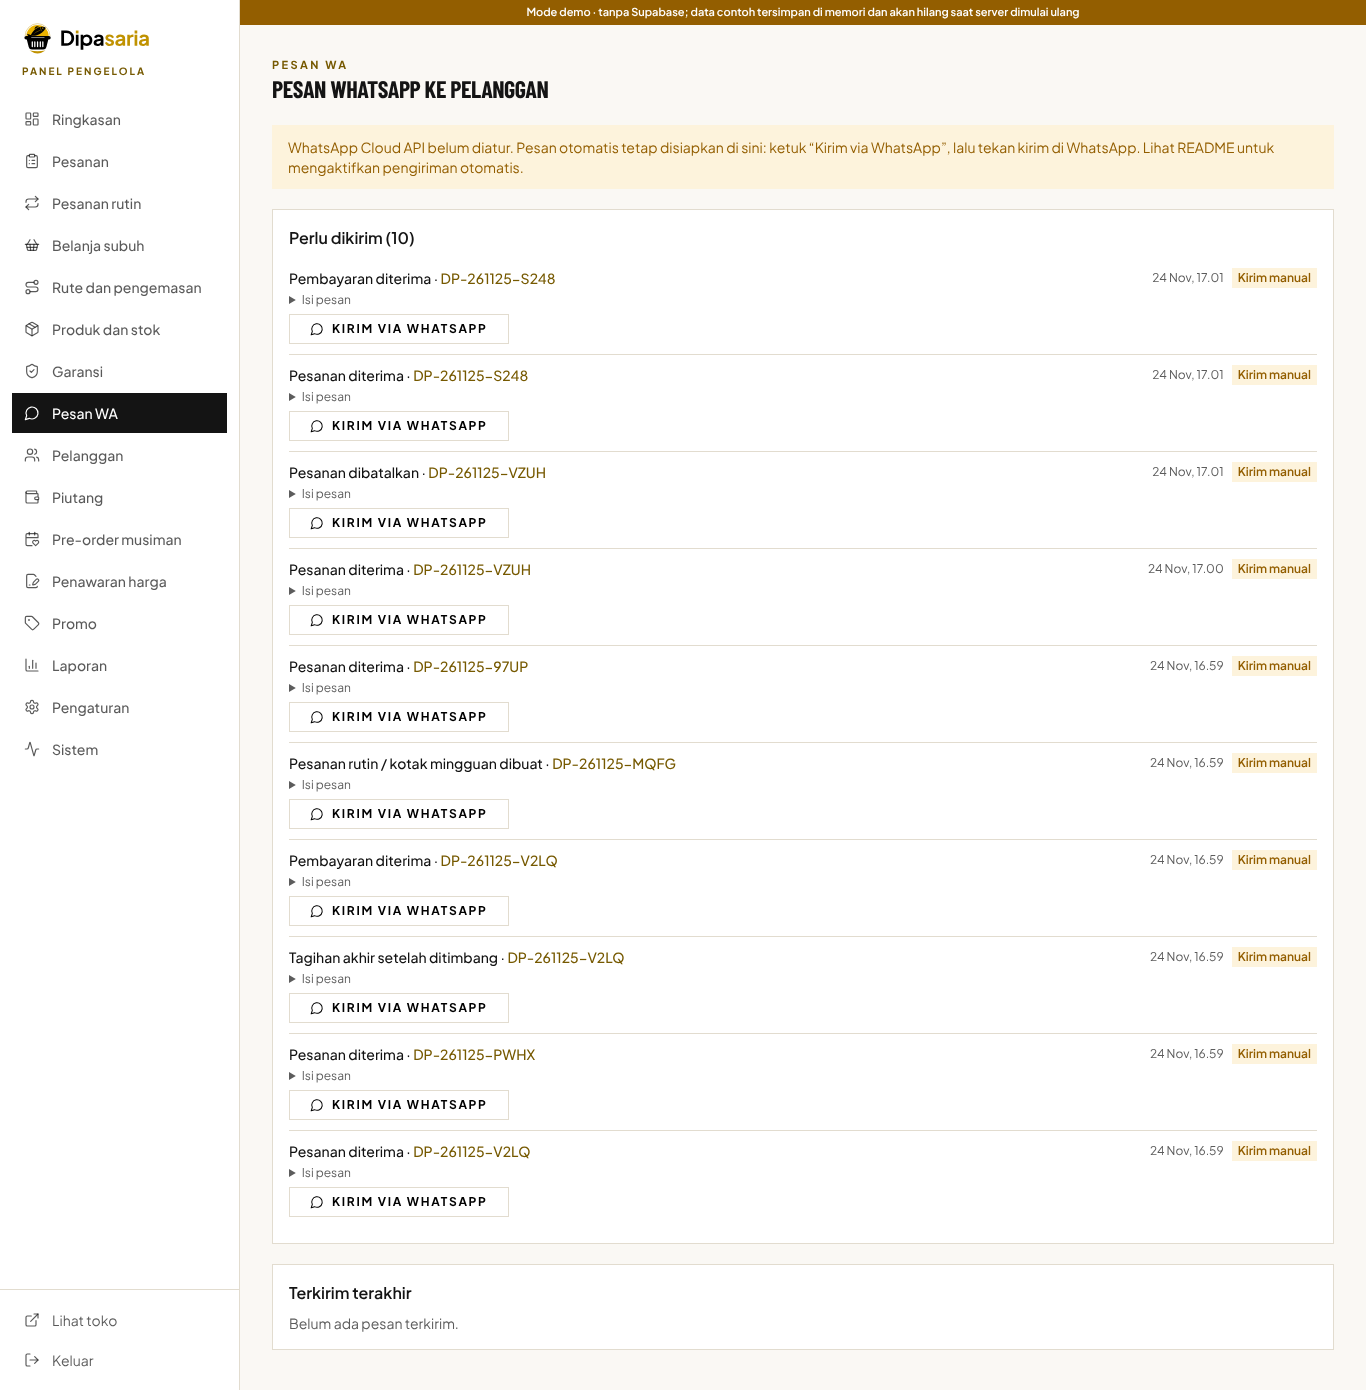 Mode demo · tanpa Supabase; data contoh tersimpan di memori dan akan hilang saat server dimulai ulang
Dipasaria
PANEL PENGELOLA
Ringkasan
Pesanan
Pesanan rutin
Belanja subuh
Rute dan pengemasan
Produk dan stok
Garansi
Pesan WA
Pelanggan
Piutang
Pre-order musiman
Penawaran harga
Promo
Laporan
Pengaturan
Sistem
Lihat toko
Keluar
PESAN WA
PESAN WHATSAPP KE PELANGGAN
WhatsApp Cloud API belum diatur. Pesan otomatis tetap disiapkan di sini: ketuk “Kirim via WhatsApp”, lalu tekan kirim di WhatsApp. Lihat README untuk
mengaktifkan pengiriman otomatis.
Perlu dikirim (10)
Pembayaran diterima · DP-261125-S248 24 Nov, 17.01 Kirim manual
Isi pesan
KIRIM VIA WHATSAPP
Pesanan diterima · DP-261125-S248 24 Nov, 17.01 Kirim manual
Isi pesan
KIRIM VIA WHATSAPP
Pesanan dibatalkan · DP-261125-VZUH 24 Nov, 17.01 Kirim manual
Isi pesan
KIRIM VIA WHATSAPP
Pesanan diterima · DP-261125-VZUH 24 Nov, 17.00 Kirim manual
Isi pesan
KIRIM VIA WHATSAPP
Pesanan diterima · DP-261125-97UP 24 Nov, 16.59 Kirim manual
Isi pesan
KIRIM VIA WHATSAPP
Pesanan rutin / kotak mingguan dibuat · DP-261125-MQFG 24 Nov, 16.59 Kirim manual
Isi pesan
KIRIM VIA WHATSAPP
Pembayaran diterima · DP-261125-V2LQ 24 Nov, 16.59 Kirim manual
Isi pesan
KIRIM VIA WHATSAPP
Tagihan akhir setelah ditimbang · DP-261125-V2LQ 24 Nov, 16.59 Kirim manual
Isi pesan
KIRIM VIA WHATSAPP
Pesanan diterima · DP-261125-PWHX 24 Nov, 16.59 Kirim manual
Isi pesan
KIRIM VIA WHATSAPP
Pesanan diterima · DP-261125-V2LQ 24 Nov, 16.59 Kirim manual
Isi pesan
KIRIM VIA WHATSAPP
Terkirim terakhir
Belum ada pesan terkirim.